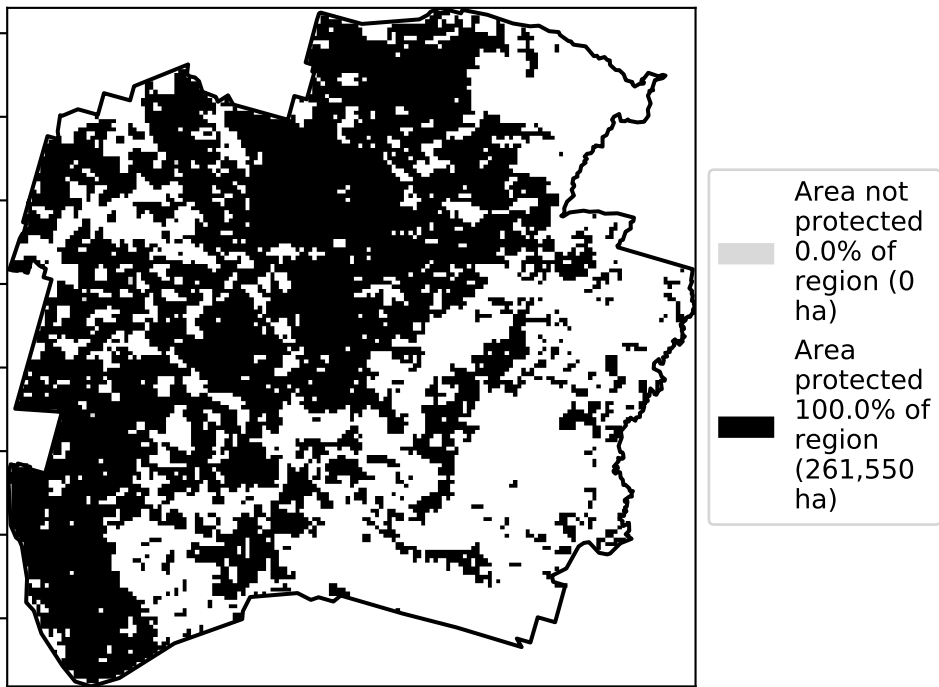 Area not
protected
0.0% of
region (0
ha)
Area
protected
100.0% of
region
(261,550
ha)